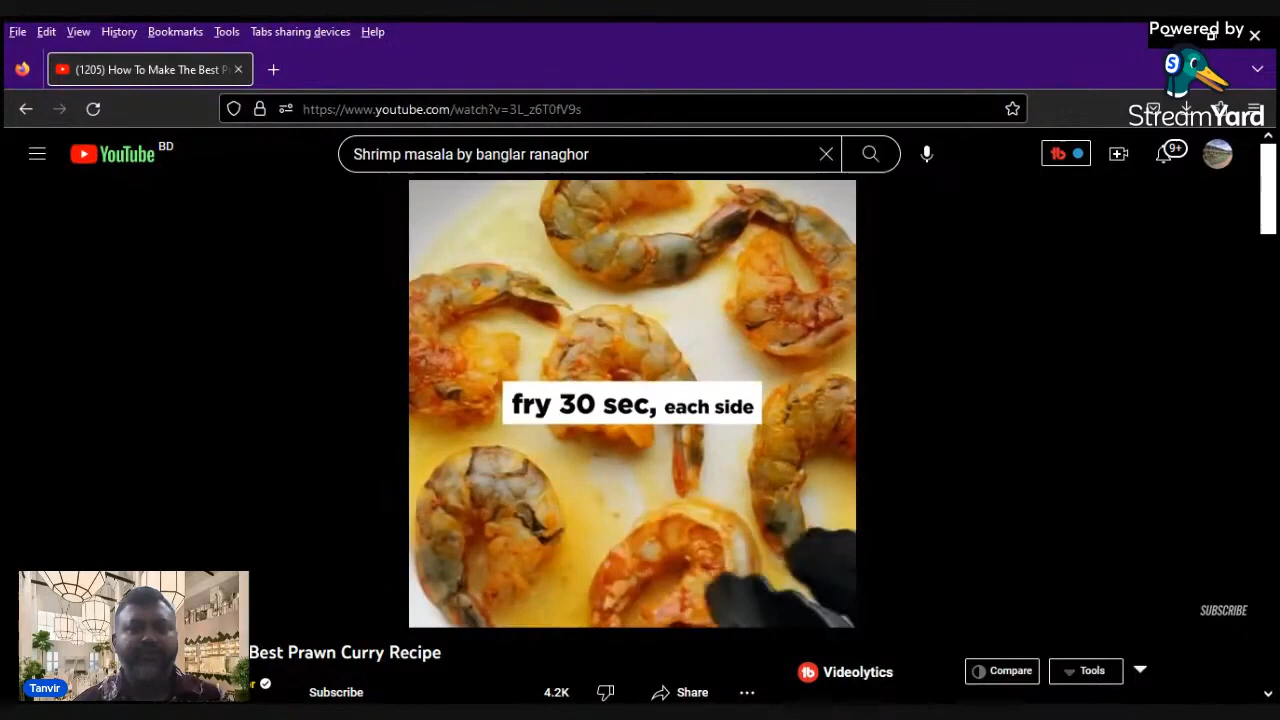 File Edit View History Bookmarks Tools Tabs sharing devices Help
Powered by
(1205) How To Make The Best P
StreamYard
https://www.youtube.com/watch?v=3L_z6T0fV9s
YouTube BD
Shrimp masala by banglar ranaghor
9+
fry 30 sec, each side
SUBSCRIBE
Best Prawn Curry Recipe
Videolytics
Compare
Tools
Tanvir
Subscribe
4.2K
Share